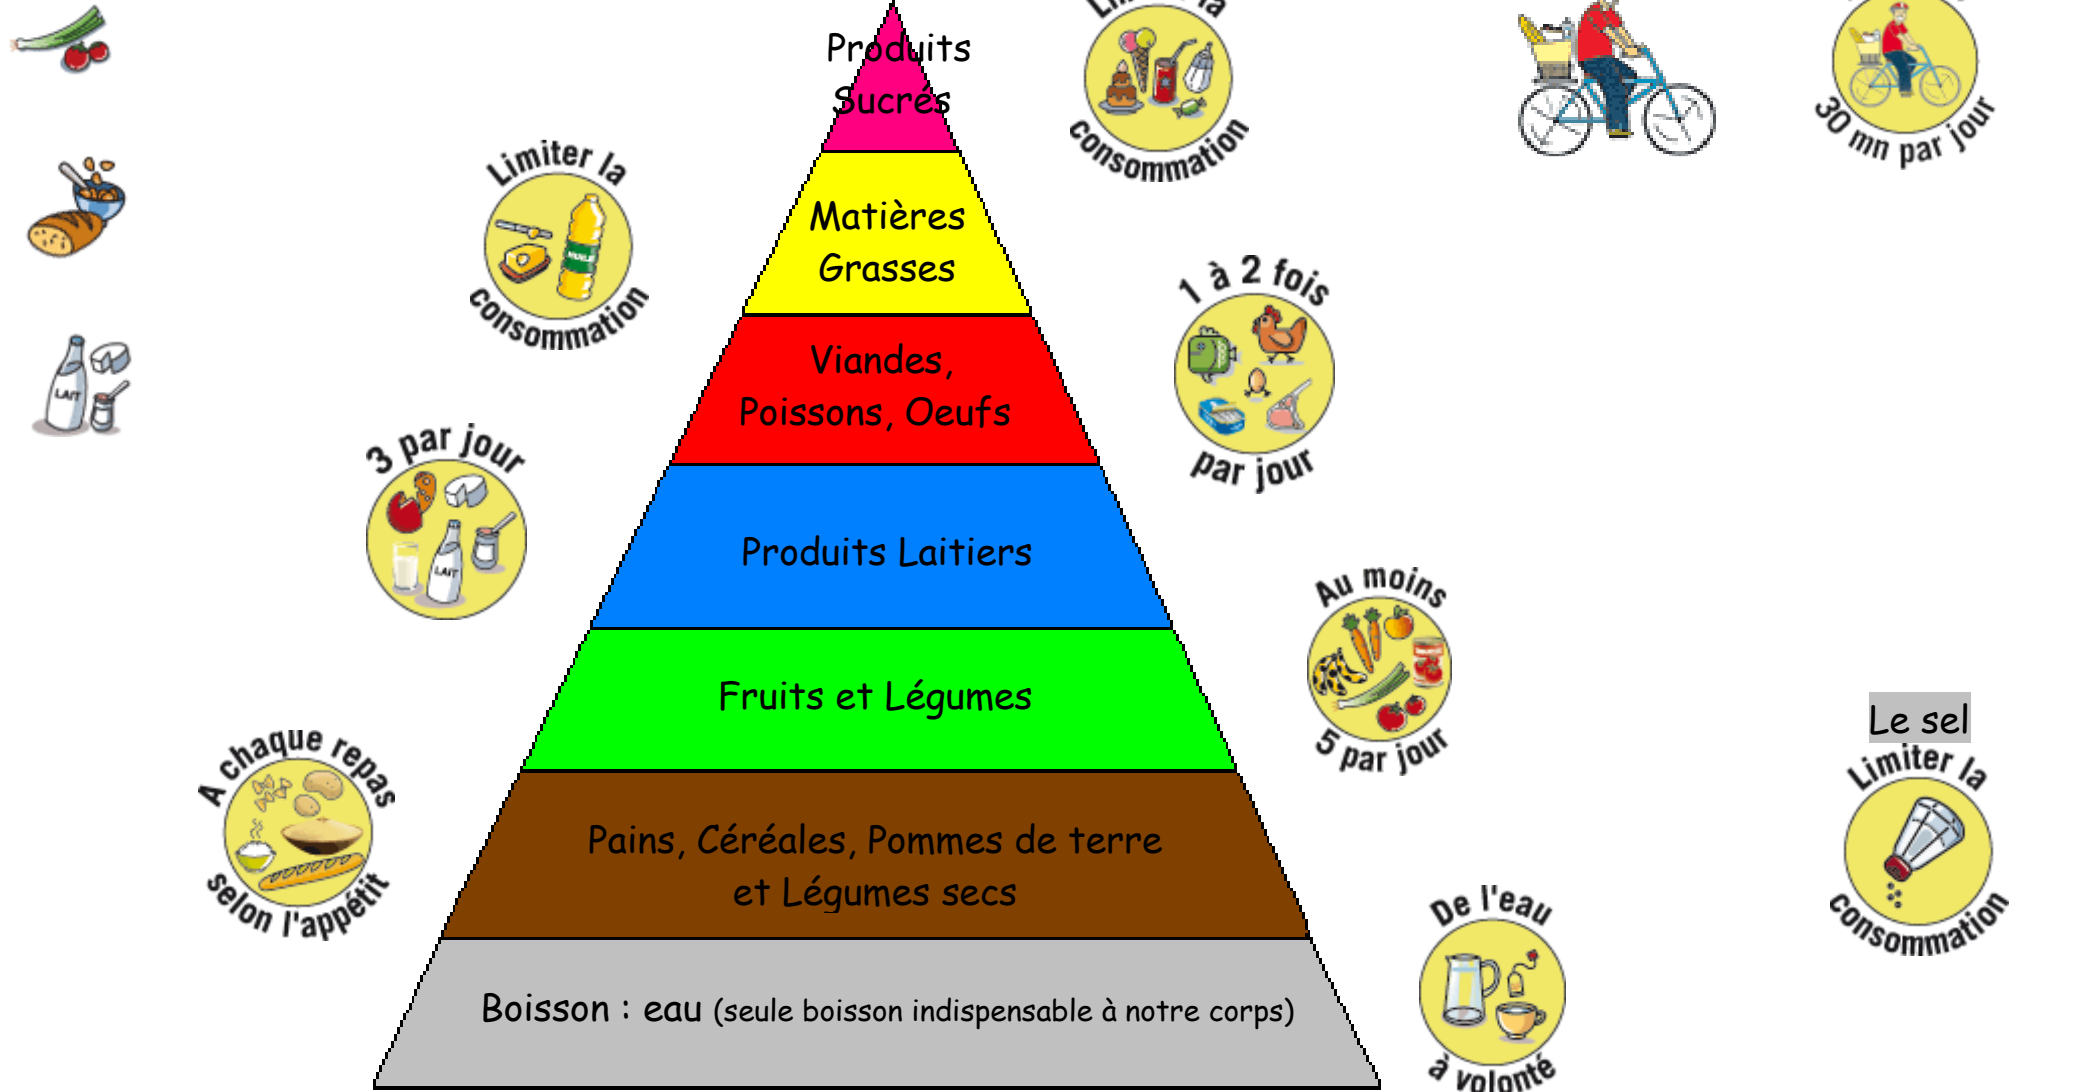 Produits
Sucrés
consommation
30 mn par jour
Limiter la
consommation
HUILE
Matières
Grasses
1 à 2 fois
par jour
Viandes,
Poissons, Oeufs
3 par jour
LAIT
LAIT
Produits Laitiers
Au moins
5 par jour
Fruits et Légumes
Le sel
Limiter la
consommation
A chaque repas
selon l'appétit
Pains, Céréales, Pommes de terre
et Légumes secs
De l'eau
à volonté
Boisson : eau (seule boisson indispensable à notre corps)